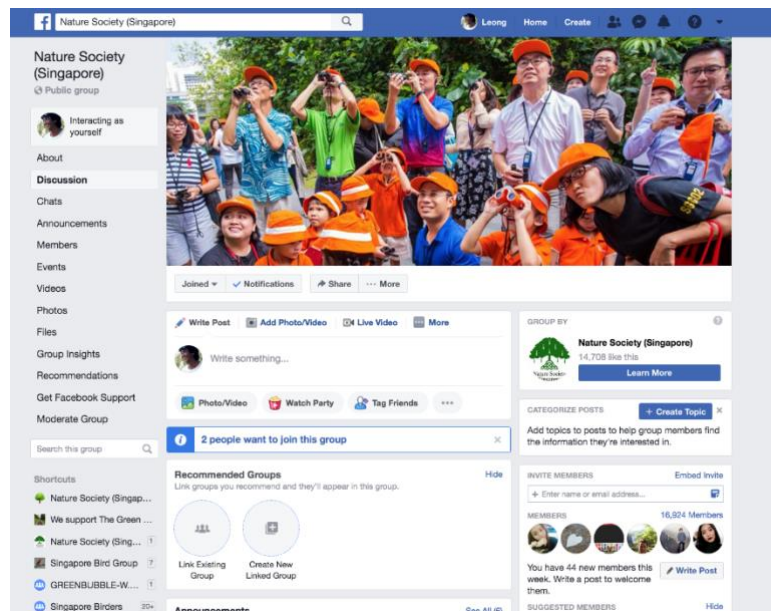 Nature Society (Singapore)
Leong
Home
Create
Nature Society
(Singapore)
Public group
Interacting as
yourself
About
Discussion
Chats
Announcements
Members
Events
Videos
Photos
Files
Group Insights
Recommendations
Get Facebook Support
Moderate Group
Search this group
Shortcuts
Nature Society (Singap...
We support The Green ...
Nature Society (Sing... 1
Singapore Bird Group 7
GREENBUBBLE-W.... 1
Singapore Birders 20+
Joined
Notifications
Share
More
Write Post
Add Photo/Video
Live Video
More
Write something...
Photo/Video
Watch Party
Tag Friends
2 people want to join this group
Recommended Groups
Hide
Link groups you recommend and they'll appear in this group.
Link Existing
Group
Create New
Linked Group
Announcements
GROUP BY
Nature Society (Singapore)
14,708 like this
Learn More
CATEGORIZE POSTS
+ Create Topic
Add topics to posts to help group members find
the information they're interested in.
INVITE MEMBERS
Embed Invite
+ Enter name or email address...
MEMBERS
16,924 Members
You have 44 new members this
week. Write a post to welcome
them.
Write Post
SUGGESTED MEMBERS
Hide